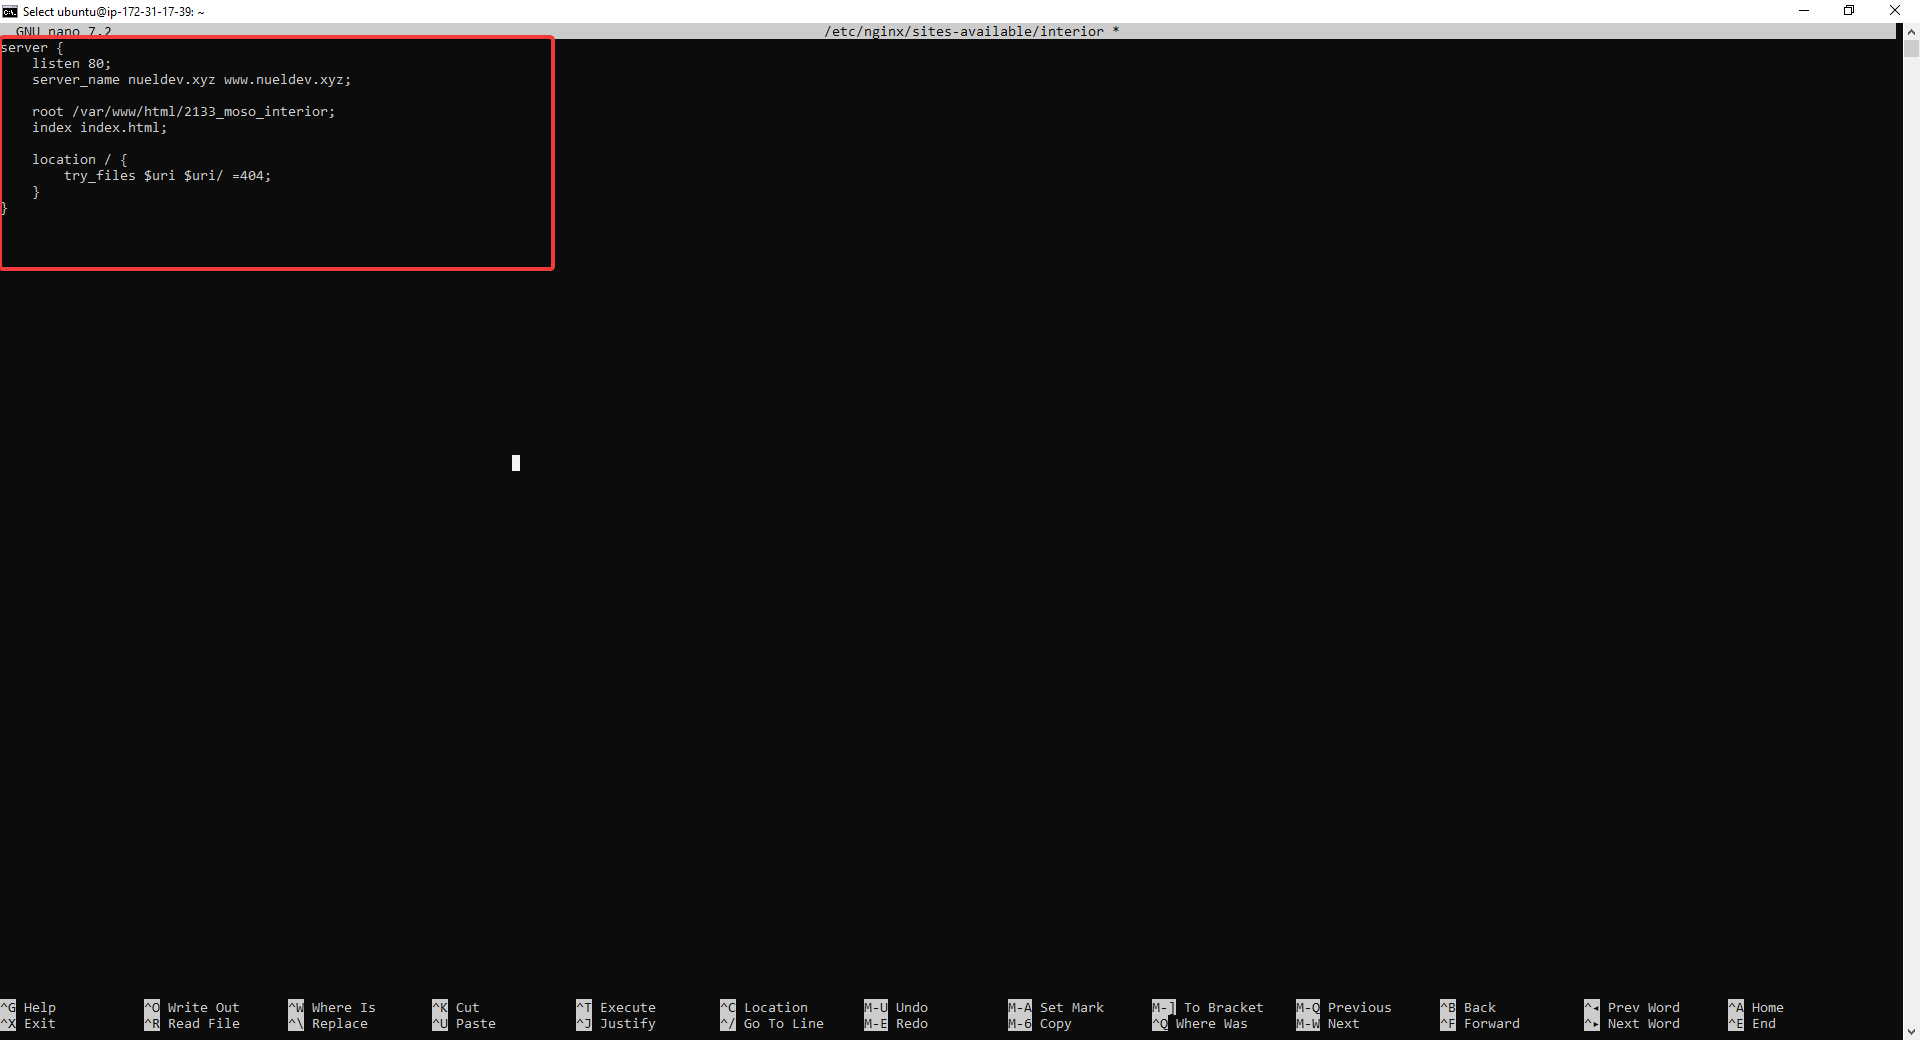 Select ubuntu@ip-172-31-17-39: ~
GNU nano 7.2 /etc/nginx/sites-available/interior *
server {
    listen 80;
    server_name nueldev.xyz www.nueldev.xyz;

    root /var/www/html/2133_moso_interior;
    index index.html;

    location / {
        try_files $uri $uri/ =404;
    }
}
^G Help ^O Write Out ^W Where Is ^K Cut ^T Execute ^C Location M-U Undo M-A Set Mark M-] To Bracket M-Q Previous ^B Back ^◂ Prev Word ^A Home
^X Exit ^R Read File ^\ Replace ^U Paste ^J Justify ^/ Go To Line M-E Redo M-6 Copy ^Q Where Was M-W Next ^F Forward ^▸ Next Word ^E End